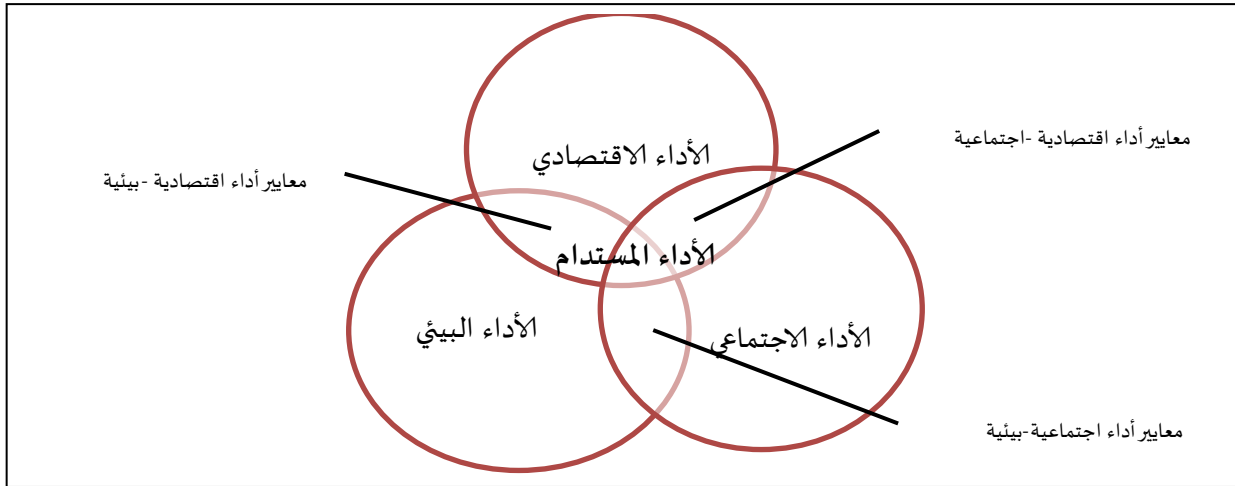 معايير أداء اقتصادية -اجتماعية
الأداء الاقتصادي
معايير أداء اقتصادية -بيئية
الأداء المستدام
الأداء البيئي
الأداء الاجتماعي
معايير أداء اجتماعية-بيئية